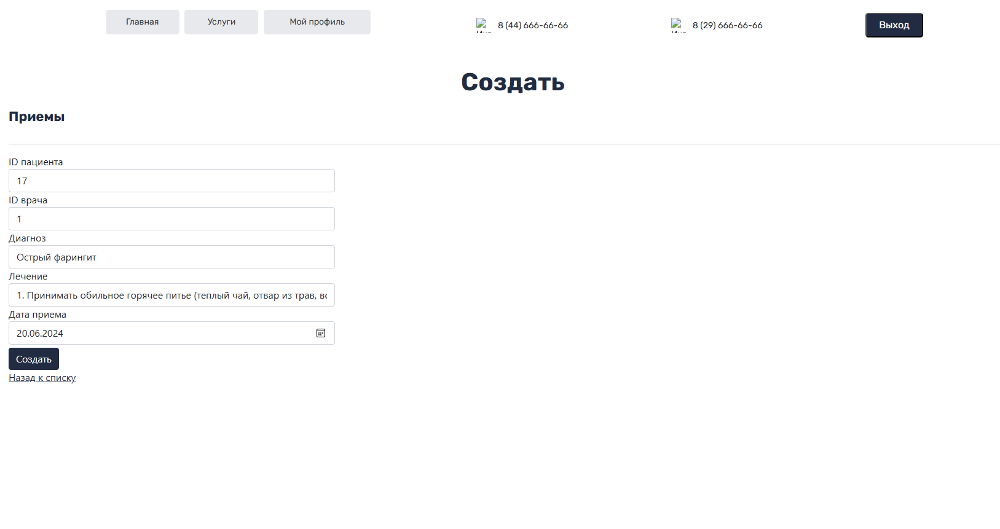 Главная Услуги Мой профиль 8 (44) 666-66-66 8 (29) 666-66-66 Выход
Создать
Приемы
ID пациента
17
ID врача
1
Диагноз
Острый фарингит
Лечение
1. Принимать обильное горячее питье (теплый чай, отвар из трав,
Дата приема
20.06.2024
Создать
Назад к списку